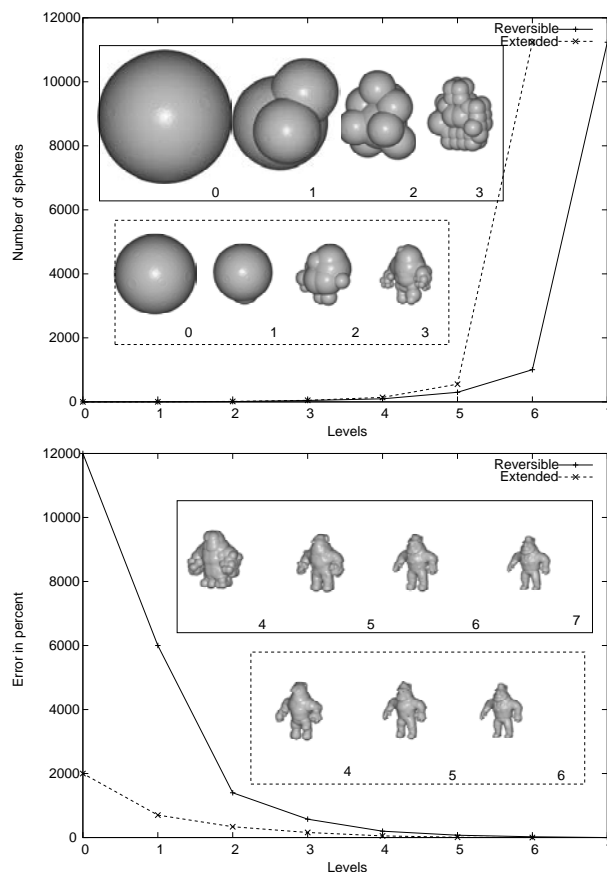 Reversible
Extended
12000
10000
8000
6000
4000
2000
0
Number of spheres
0 1 2 3
0 1 2 3
0 1 2 3 4 5 6 7
Levels
Reversible
Extended
12000
10000
8000
6000
4000
2000
0
Error in percent
4 5 6 7
4 5 6
0 1 2 3 4 5 6 7
Levels